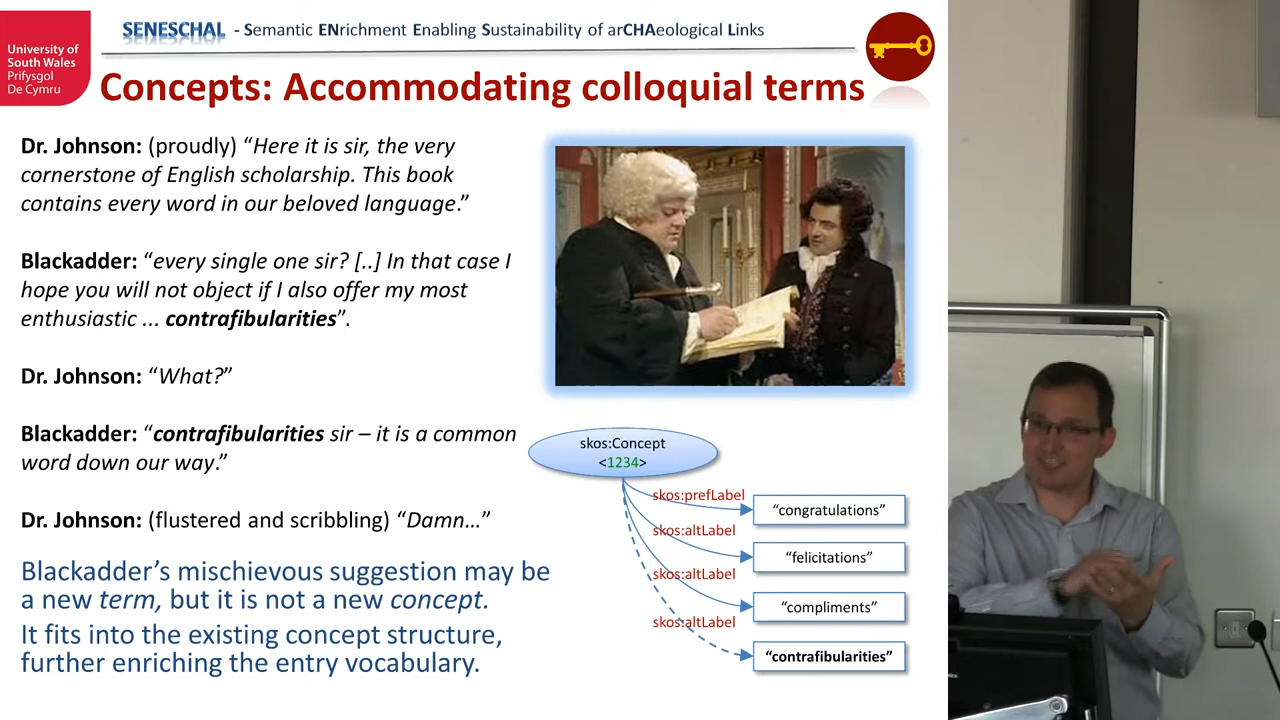 SENESCHAL - Semantic ENrichment Enabling Sustainability of arCHAeological Links
University of
South Wales
Prifysgol
De Cymru
Concepts: Accommodating colloquial terms
Dr. Johnson: (proudly) “Here it is sir, the very
cornerstone of English scholarship. This book
contains every word in our beloved language.”
Blackadder: “every single one sir? [..] In that case I
hope you will not object if I also offer my most
enthusiastic ... contrafibularities”.
Dr. Johnson: “What?”
Blackadder: “contrafibularities sir – it is a common
word down our way.”
Dr. Johnson: (flustered and scribbling) “Damn…”
Blackadder’s mischievous suggestion may be
a new term, but it is not a new concept.
It fits into the existing concept structure,
further enriching the entry vocabulary.
skos:Concept
<1234>
skos:prefLabel
“congratulations”
skos:altLabel
“felicitations”
skos:altLabel
“compliments”
skos:altLabel
“contrafibularities”